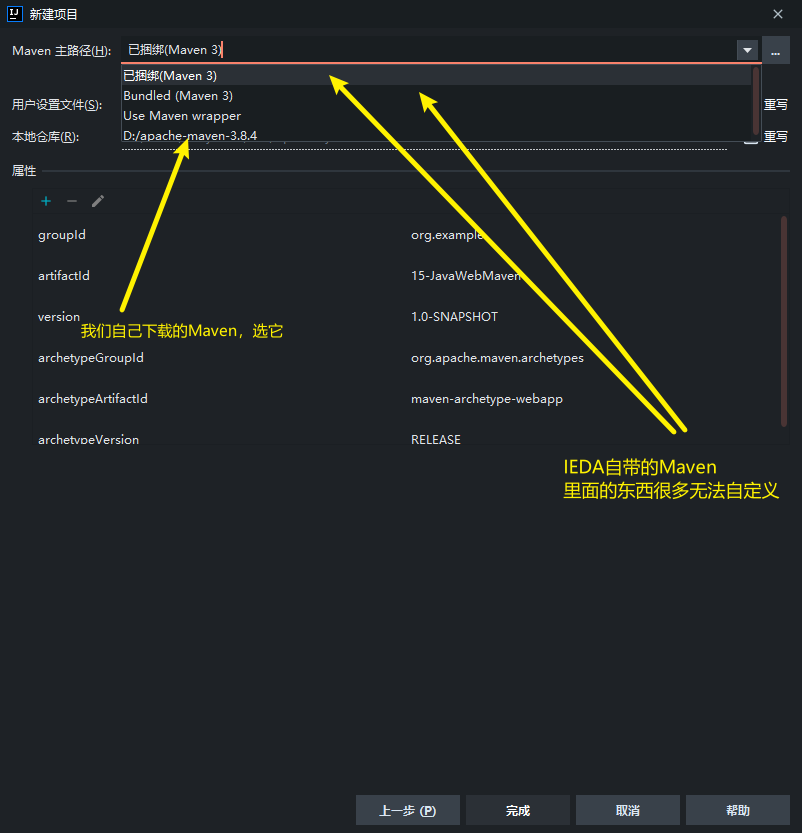 新建项目
Maven 主路径(H):
已捆绑(Maven 3)
...
已捆绑(Maven 3)
Bundled (Maven 3)
Use Maven wrapper
D:/apache-maven-3.8.4
用户设置文件(S):
重写
本地仓库(R):
重写
属性
groupId
org.example
artifactId
15-JavaWebMaven
version
1.0-SNAPSHOT
我们自己下载的Maven，选它
archetypeGroupId
org.apache.maven.archetypes
archetypeArtifactId
maven-archetype-webapp
archetypeVersion
RELEASE
IEDA自带的Maven
里面的东西很多无法自定义
上一步 (P)
完成
取消
帮助